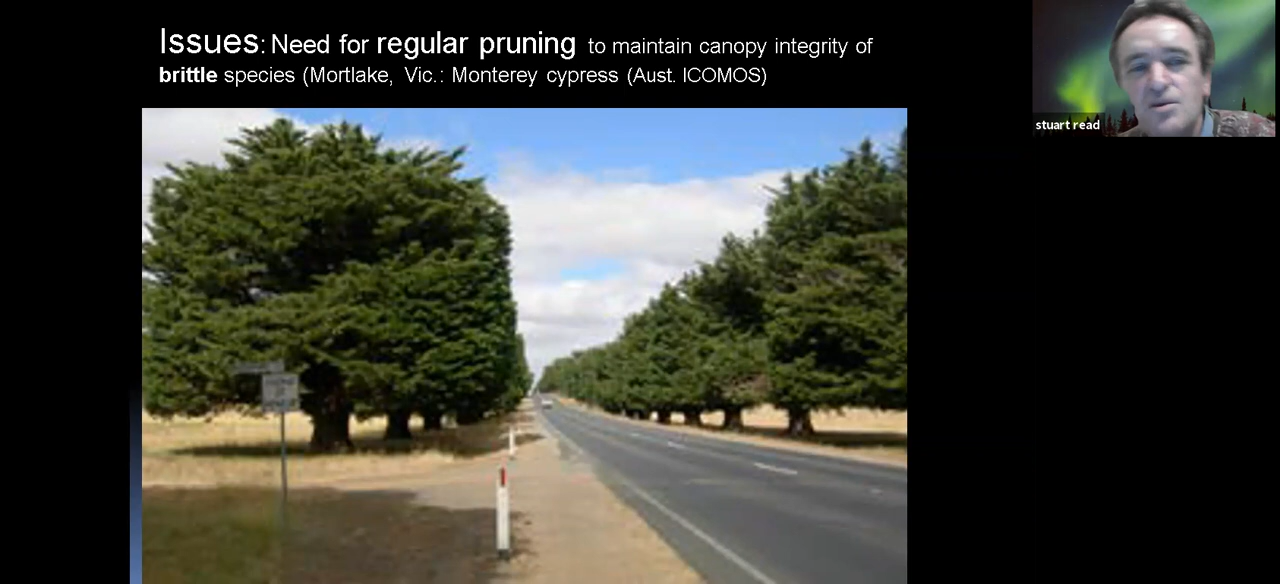 Issues: Need for regular pruning to maintain canopy integrity of
brittle species (Mortlake, Vic.: Monterey cypress (Aust. ICOMOS)
stuart read